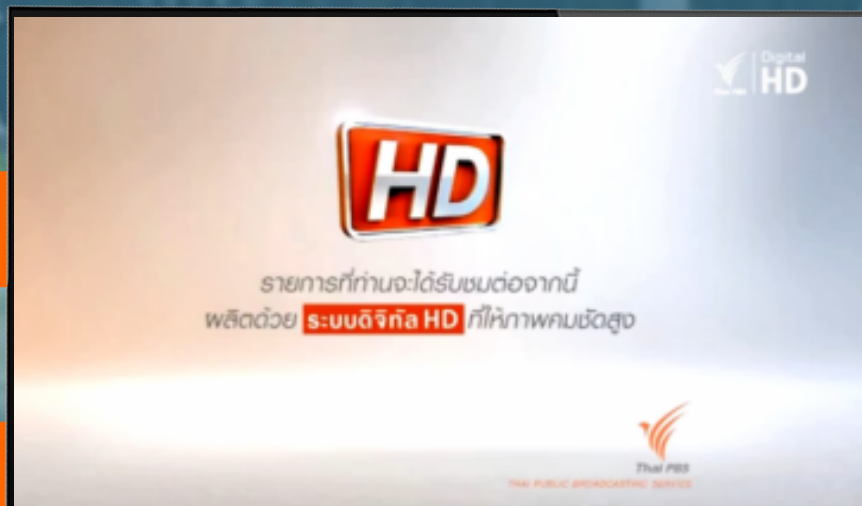 Digital
HD
HD
รายการที่ท่านจะได้รับชมต่อจากนี้
ผลิตด้วย ระบบดิจิทัล HD ที่ให้ภาพคมชัดสูง
Thai PBS
THAI PUBLIC BROADCASTING SERVICE